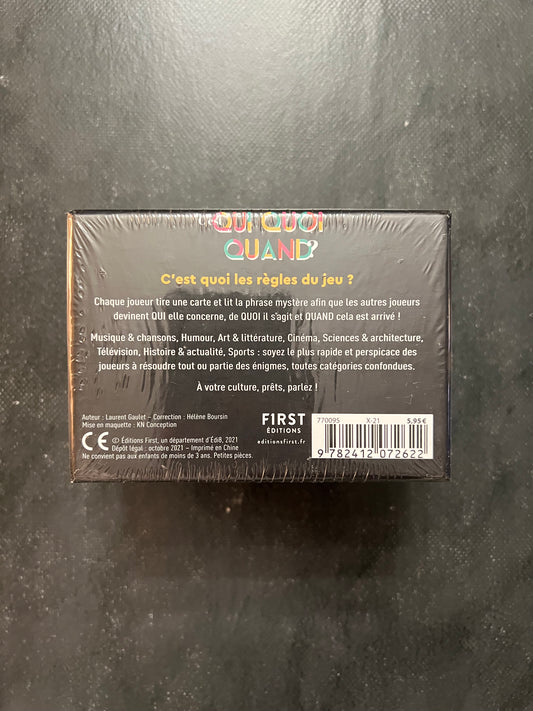 QUI QUOI
QUAND?
C'est quoi les règles du jeu ?
Chaque joueur tire une carte et lit la phrase mystère afin que les autres joueurs
devinent QUI elle concerne, de QUOI il s'agit et QUAND cela est arrivé !
Musique & chansons, Humour, Art & littérature, Cinéma, Sciences & architecture,
Télévision, Histoire & actualité, Sports : soyez le plus rapide et perspicace des
joueurs à résoudre tout ou partie des énigmes, toutes catégories confondues.
À votre culture, prêts, parlez !
Auteur : Laurent Gaulet – Correction : Hélène Boursin
Mise en maquette : KN Conception
CE © Éditions First, un département d'Édi8, 2021
Dépôt légal : octobre 2021 – Imprimé en Chine
Ne convient pas aux enfants de moins de 3 ans. Petites pièces.
F1RST
ÉDITIONS
editionsfirst.fr
770095 X-21 5,95€
9 782412 072622